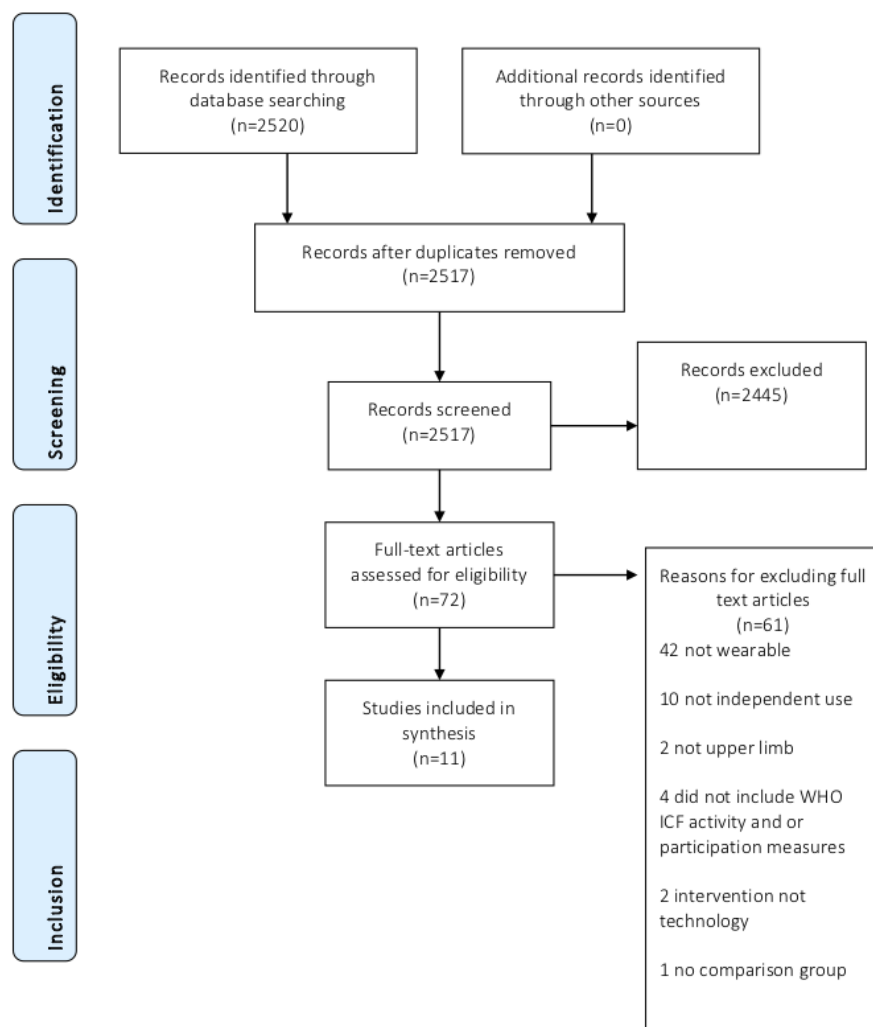 Identification
Records identified through
database searching
(n=2520)
Additional records identified
through other sources
(n=0)
Records after duplicates removed
(n=2517)
Screening
Records screened
(n=2517)
Records excluded
(n=2445)
Eligibility
Full-text articles
assessed for eligibility
(n=72)
Reasons for excluding full
text articles
(n=61)
42 not wearable
10 not independent use
2 not upper limb
4 did not include WHO
ICF activity and or
participation measures
2 intervention not
technology
1 no comparison group
Studies included in
synthesis
(n=11)
Inclusion